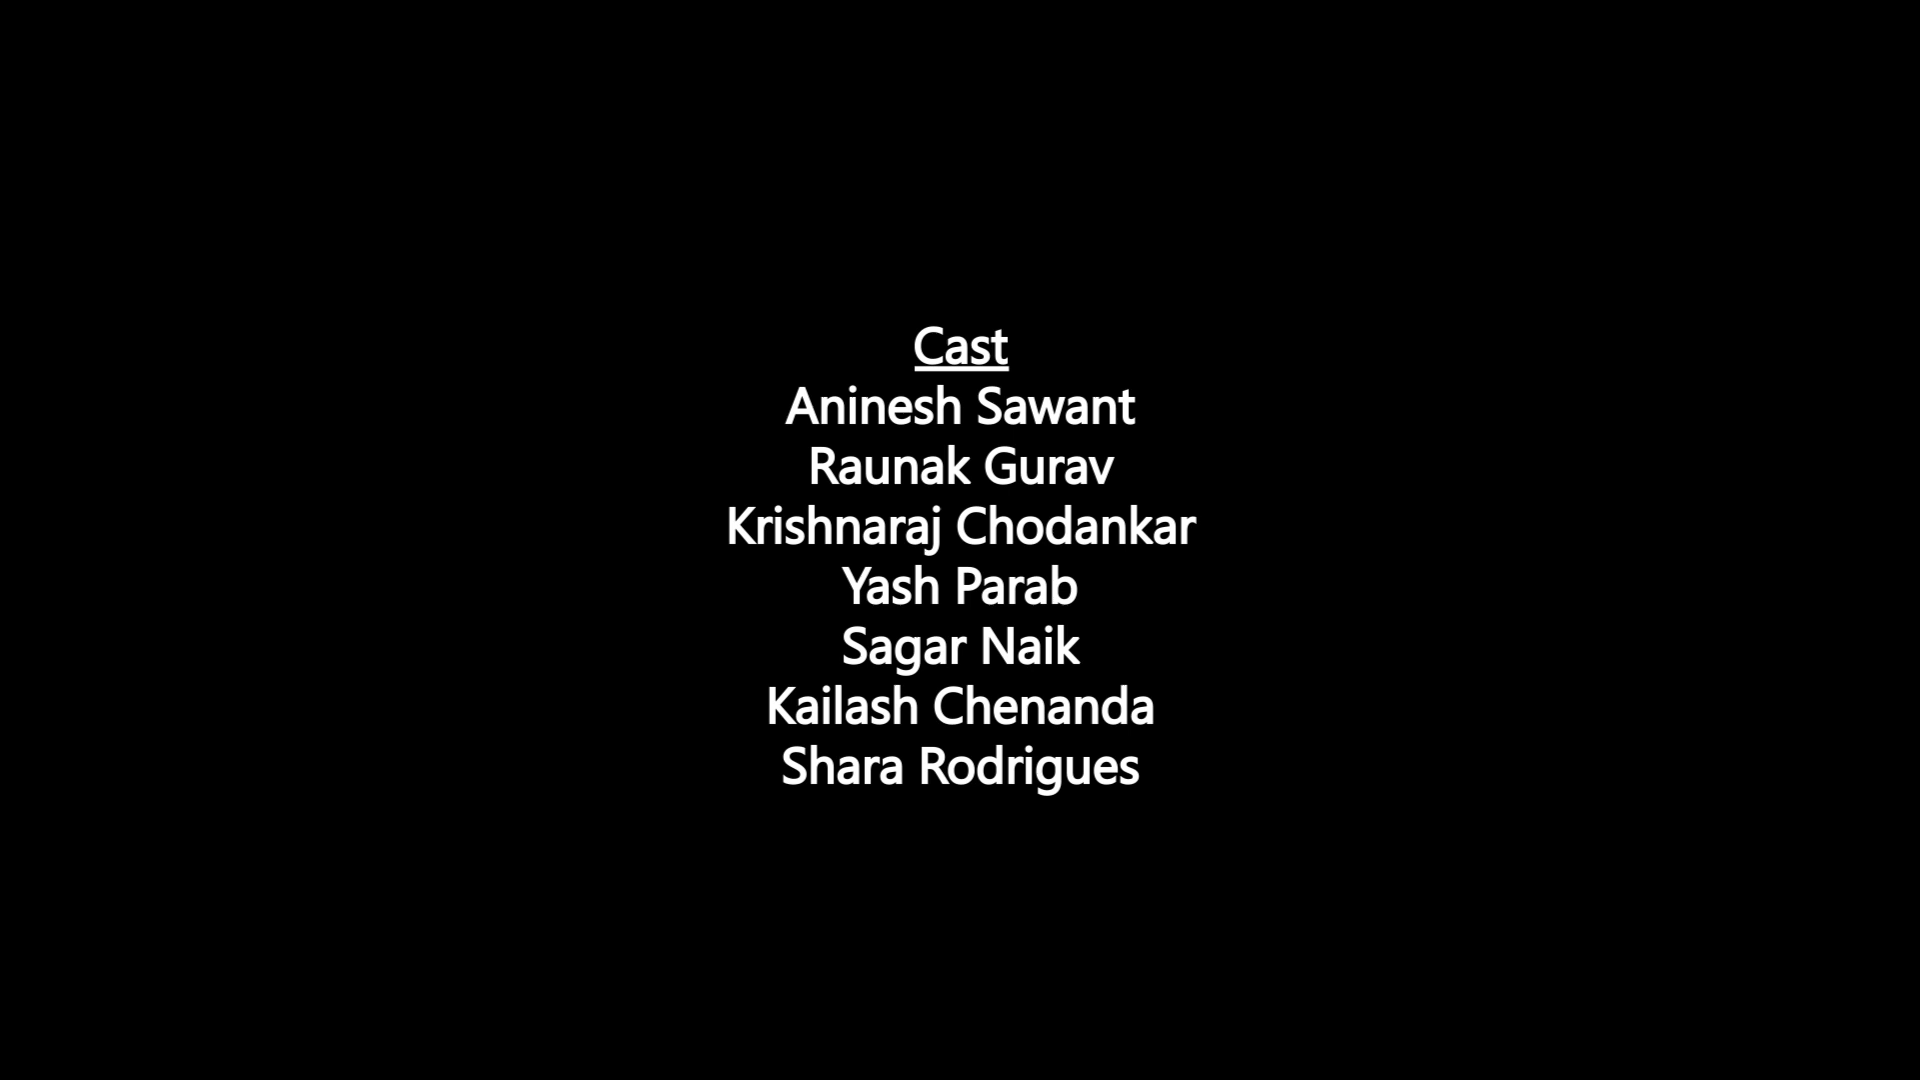 Cast
Aninesh Sawant
Raunak Gurav
Krishnaraj Chodankar
Yash Parab
Sagar Naik
Kailash Chenanda
Shara Rodrigues